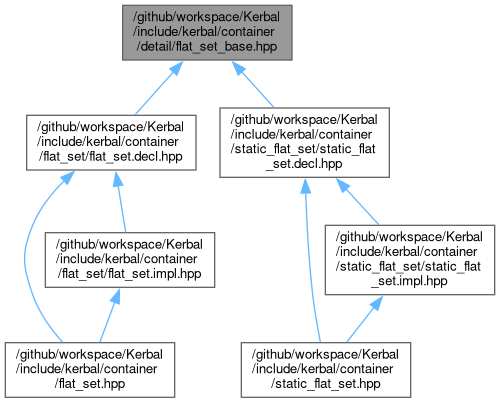 /github/workspace/Kerbal
/include/kerbal/container
/detail/flat_set_base.hpp
/github/workspace/Kerbal
/include/kerbal/container
/flat_set/flat_set.decl.hpp
/github/workspace/Kerbal
/include/kerbal/container
/static_flat_set/static_flat
_set.decl.hpp
/github/workspace/Kerbal
/include/kerbal/container
/flat_set/flat_set.impl.hpp
/github/workspace/Kerbal
/include/kerbal/container
/static_flat_set/static_flat
_set.impl.hpp
/github/workspace/Kerbal
/include/kerbal/container
/flat_set.hpp
/github/workspace/Kerbal
/include/kerbal/container
/static_flat_set.hpp